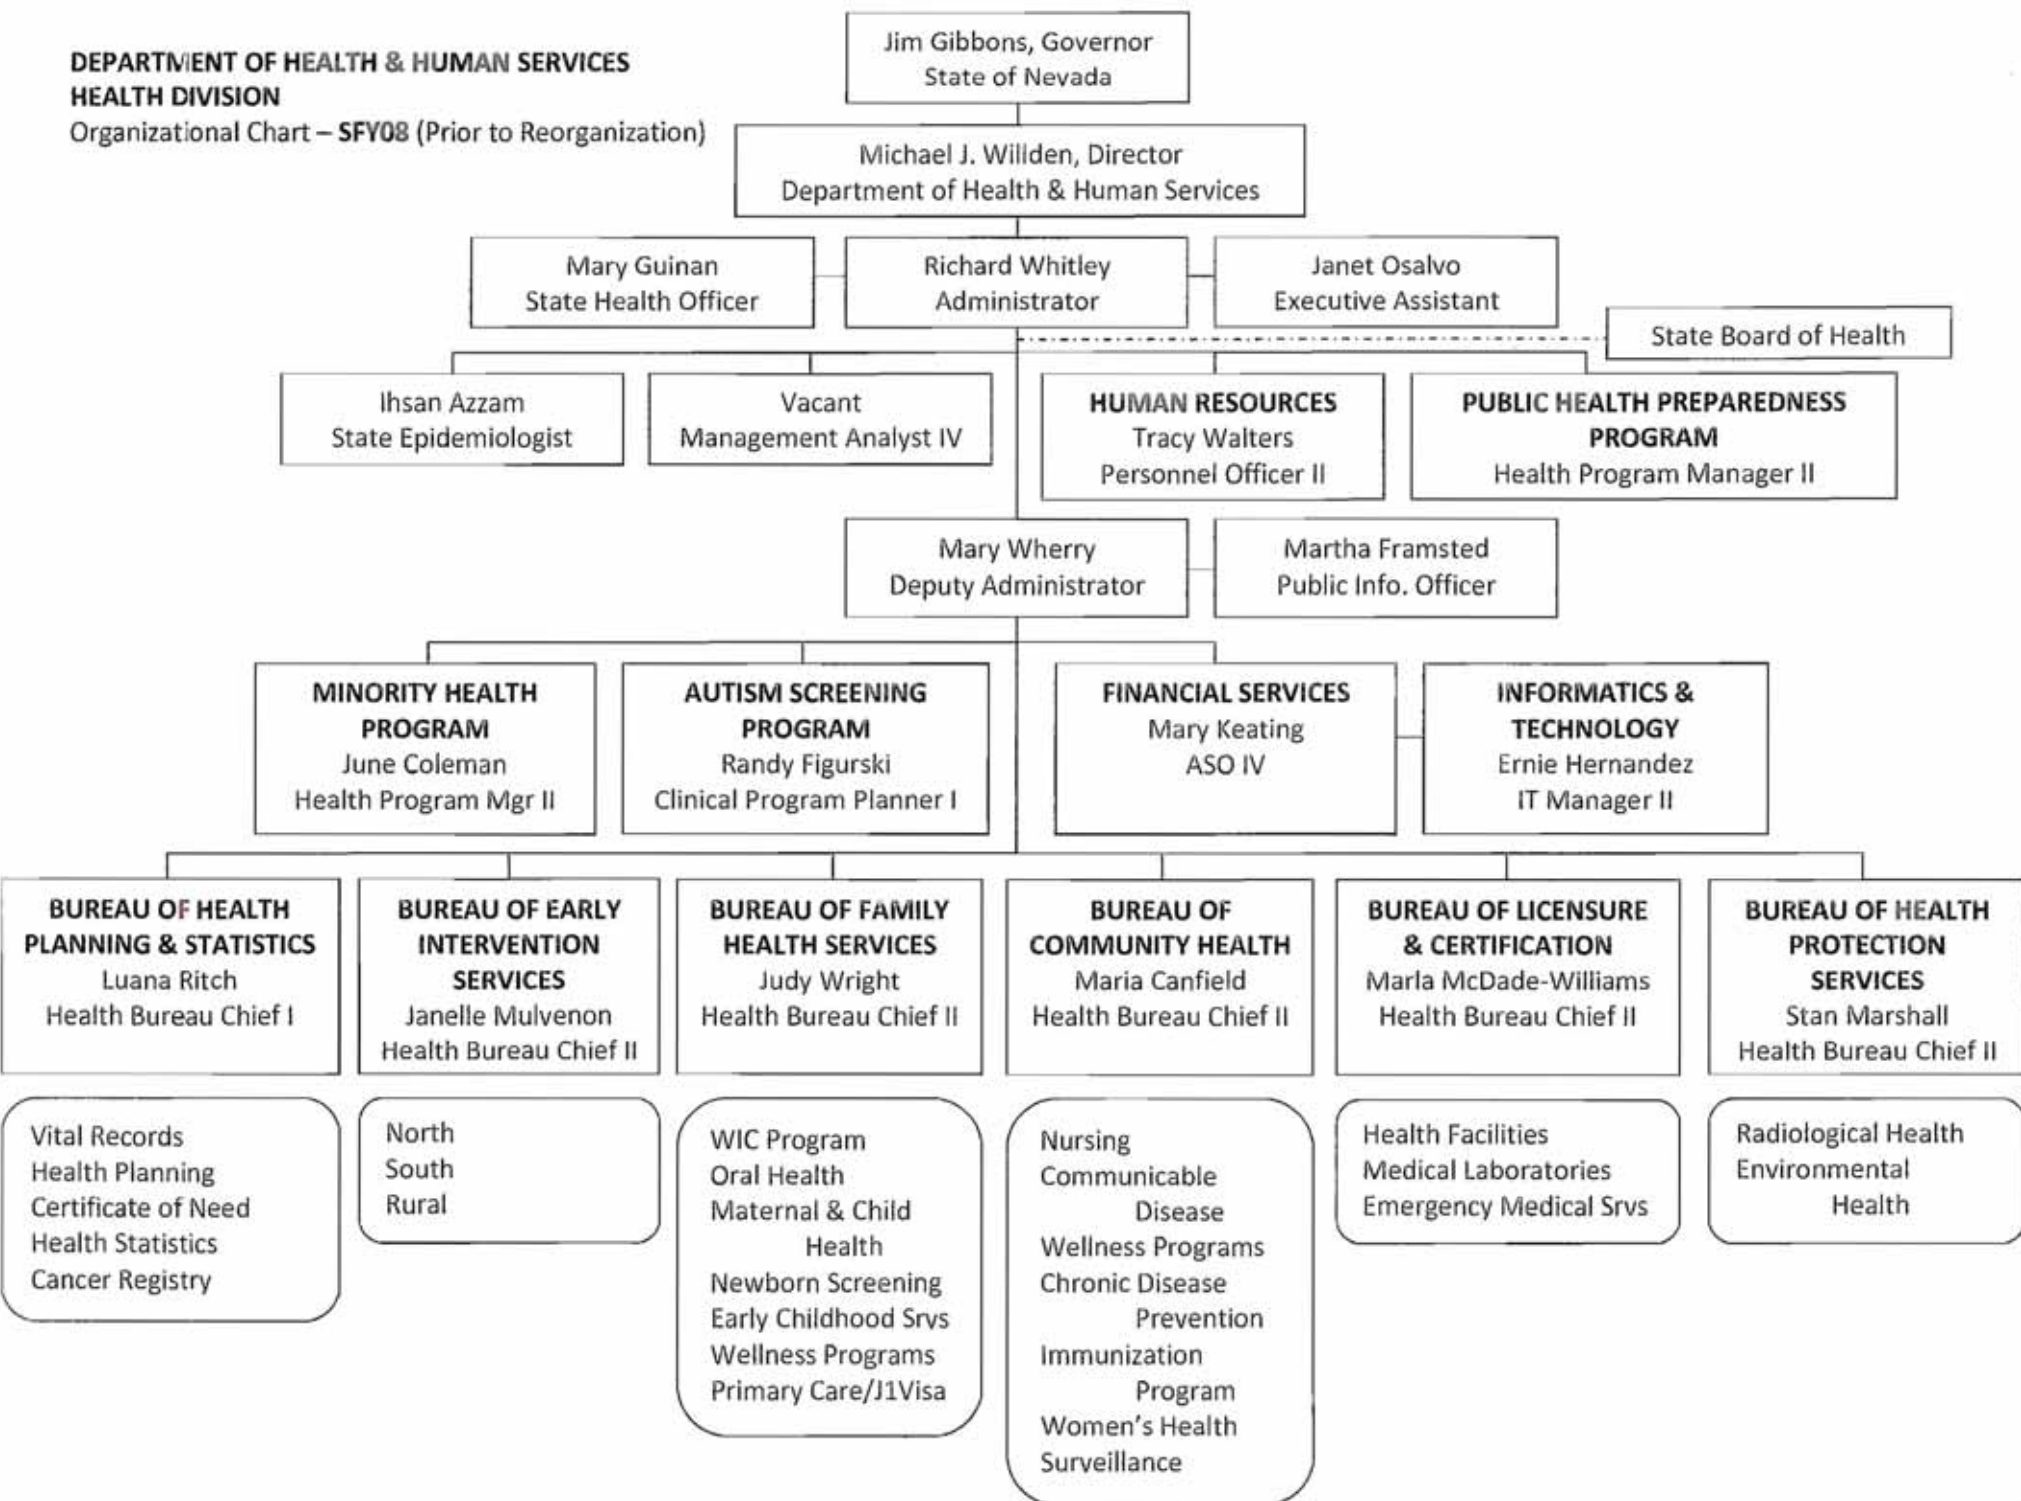 DEPARTMENT OF HEALTH & HUMAN SERVICES
HEALTH DIVISION
Organizational Chart – SFY08 (Prior to Reorganization)
Jim Gibbons, Governor
State of Nevada
Michael J. Willden, Director
Department of Health & Human Services
Mary Guinan
State Health Officer
Richard Whitley
Administrator
Janet Osalvo
Executive Assistant
State Board of Health
Ihsan Azzam
State Epidemiologist
Vacant
Management Analyst IV
HUMAN RESOURCES
Tracy Walters
Personnel Officer II
PUBLIC HEALTH PREPAREDNESS
PROGRAM
Health Program Manager II
Mary Wherry
Deputy Administrator
Martha Framsted
Public Info. Officer
MINORITY HEALTH
PROGRAM
June Coleman
Health Program Mgr II
AUTISM SCREENING
PROGRAM
Randy Figurski
Clinical Program Planner I
FINANCIAL SERVICES
Mary Keating
ASO IV
INFORMATICS &
TECHNOLOGY
Ernie Hernandez
IT Manager II
BUREAU OF HEALTH
PLANNING & STATISTICS
Luana Ritch
Health Bureau Chief I
BUREAU OF EARLY
INTERVENTION
SERVICES
Janelle Mulvenon
Health Bureau Chief II
BUREAU OF FAMILY
HEALTH SERVICES
Judy Wright
Health Bureau Chief II
BUREAU OF
COMMUNITY HEALTH
Maria Canfield
Health Bureau Chief II
BUREAU OF LICENSURE
& CERTIFICATION
Marla McDade-Williams
Health Bureau Chief II
BUREAU OF HEALTH
PROTECTION
SERVICES
Stan Marshall
Health Bureau Chief II
Vital Records
Health Planning
Certificate of Need
Health Statistics
Cancer Registry
North
South
Rural
WIC Program
Oral Health
Maternal & Child
Health
Newborn Screening
Early Childhood Srvs
Wellness Programs
Primary Care/J1Visa
Nursing
Communicable
Disease
Wellness Programs
Chronic Disease
Prevention
Immunization
Program
Women's Health
Surveillance
Health Facilities
Medical Laboratories
Emergency Medical Srvs
Radiological Health
Environmental
Health